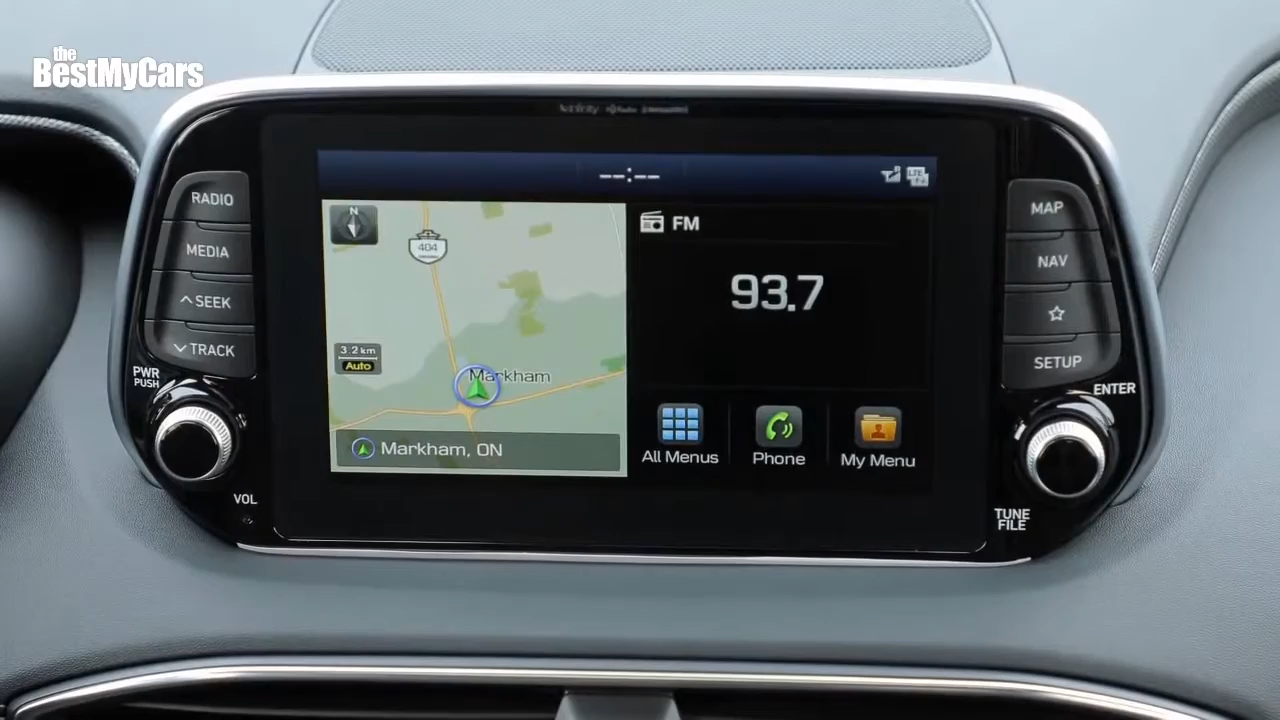 the
BestMyCars
--:--
RADIO
MEDIA
SEEK
TRACK
PWR
PUSH
VOL
N
404
3.2 km
Auto
Markham
Markham, ON
FM
93.7
All Menus
Phone
My Menu
LTE
MAP
NAV
SETUP
ENTER
TUNE
FILE